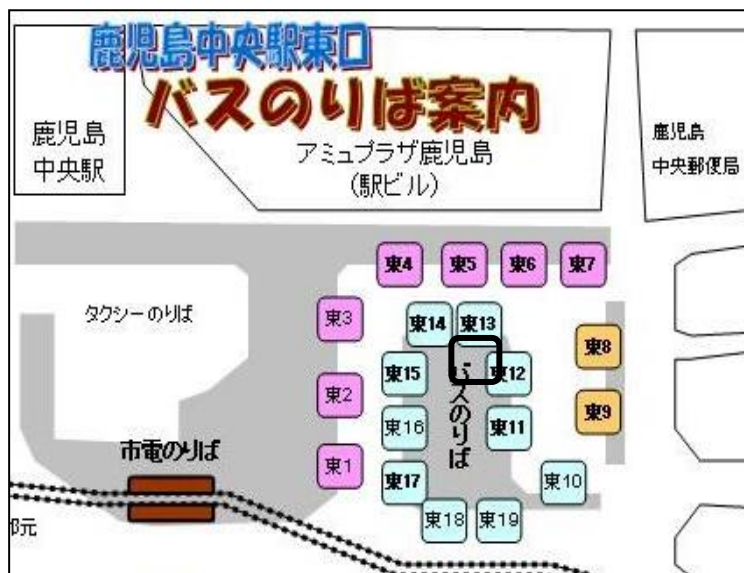 鹿児島中央駅東口
バスのりば案内
鹿児島
中央駅
アミュプラザ鹿児島
(駅ビル)
鹿児島
中央郵便局
東4
東5
東6
東7
タクシーのりば
東3
東14
東13
東8
東15
東12
東2
東9
東16
東11
バスのりば
市電のりば
東1
東17
東10
東18
東19
元